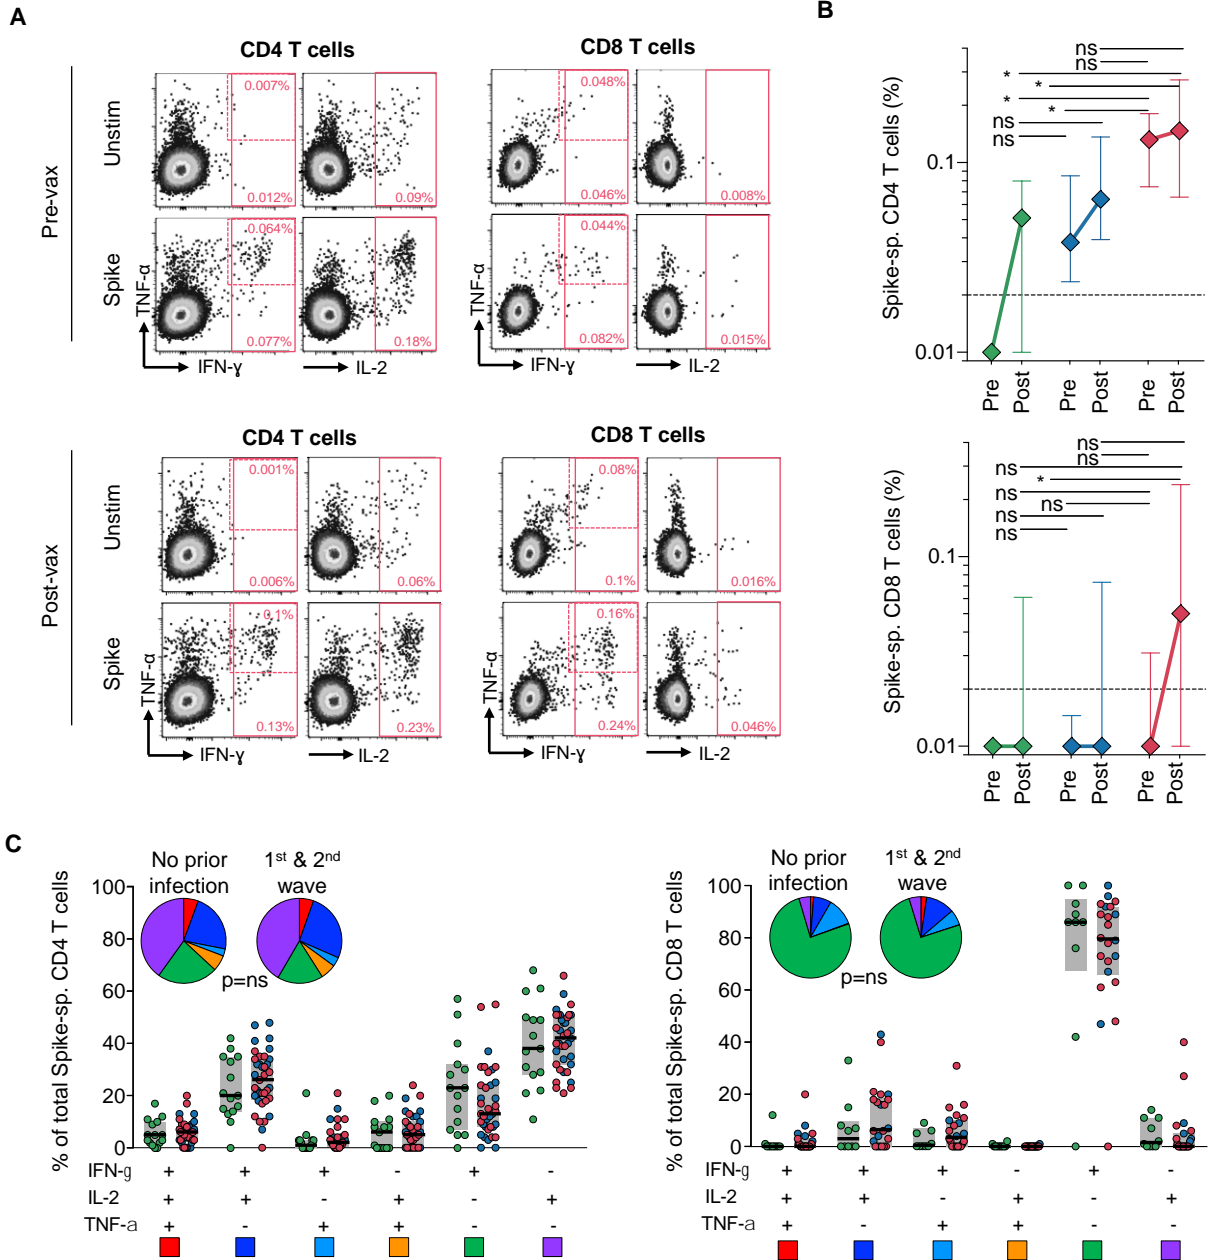 A
B
CD4 T cells
CD8 T cells
Pre-vax
Unstim
0.007%
0.012%
0.09%
0.048%
0.046%
0.008%
Spike
TNF-α
0.064%
0.077%
0.18%
TNF-α
0.044%
0.082%
0.015%
IFN-ɣ
IL-2
IFN-ɣ
IL-2
CD4 T cells
CD8 T cells
Post-vax
Unstim
0.001%
0.006%
0.06%
0.08%
0.1%
0.016%
Spike
TNF-α
0.1%
0.13%
0.23%
TNF-α
0.16%
0.24%
0.046%
IFN-ɣ
IL-2
IFN-ɣ
IL-2
Spike-sp. CD4 T cells (%)
ns
ns
*
*
*
*
ns
ns
0.1
0.01
Pre Post Pre Post Pre Post
Spike-sp. CD8 T cells (%)
ns
ns
ns
*
ns
ns
ns
ns
0.1
0.01
Pre Post Pre Post Pre Post
C
% of total Spike-sp. CD4 T cells
No prior infection
1st & 2nd wave
p=ns
100
80
60
40
20
0
IFN-g + + + - + -
IL-2 + + - + - +
TNF-a + - + + - -
% of total Spike-sp. CD8 T cells
No prior infection
1st & 2nd wave
p=ns
100
80
60
40
20
0
IFN-g + + + - + -
IL-2 + + - + - +
TNF-a + - + + - -